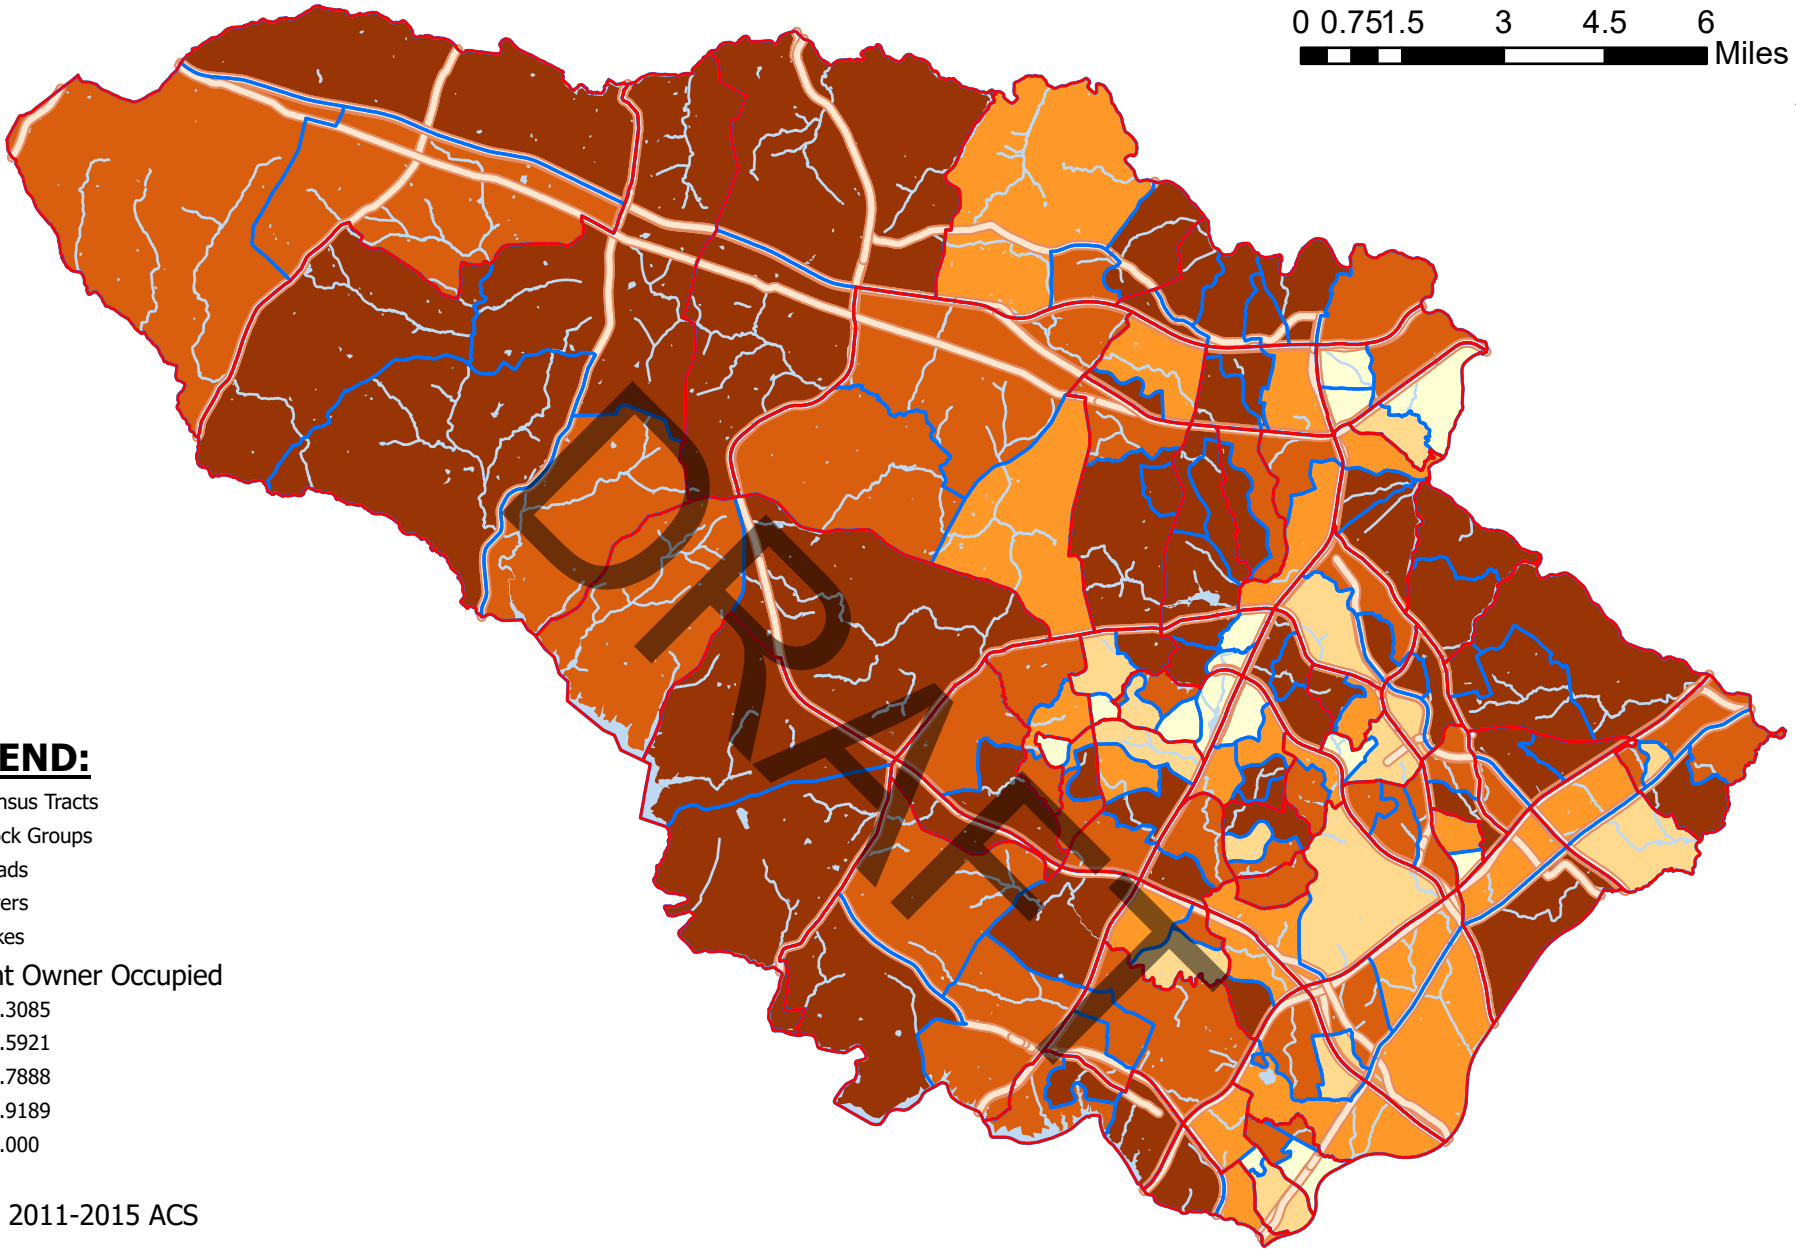 0 0.751.5 3 4.5 6
Miles
DRAFT
END:
nsus Tracts
ock Groups
ads
ers
kes
nt Owner Occupied
.3085
.5921
.7888
.9189
.000
2011-2015 ACS